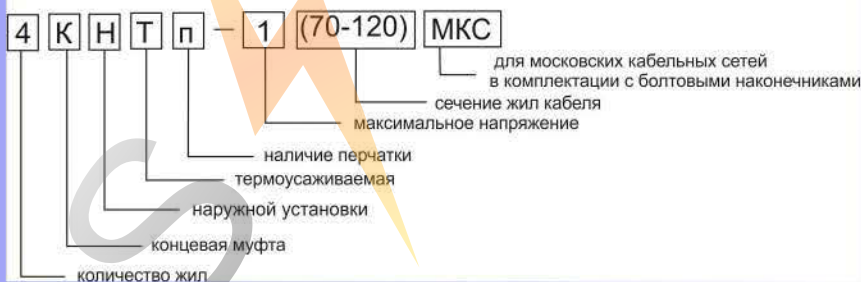 4 К Н Т п - 1 (70-120) МКС
для московских кабельных сетей
в комплектации с болтовыми наконечниками
сечение жил кабеля
максимальное напряжение
наличие перчатки
термоусаживаемая
наружной установки
концевая муфта
количество жил